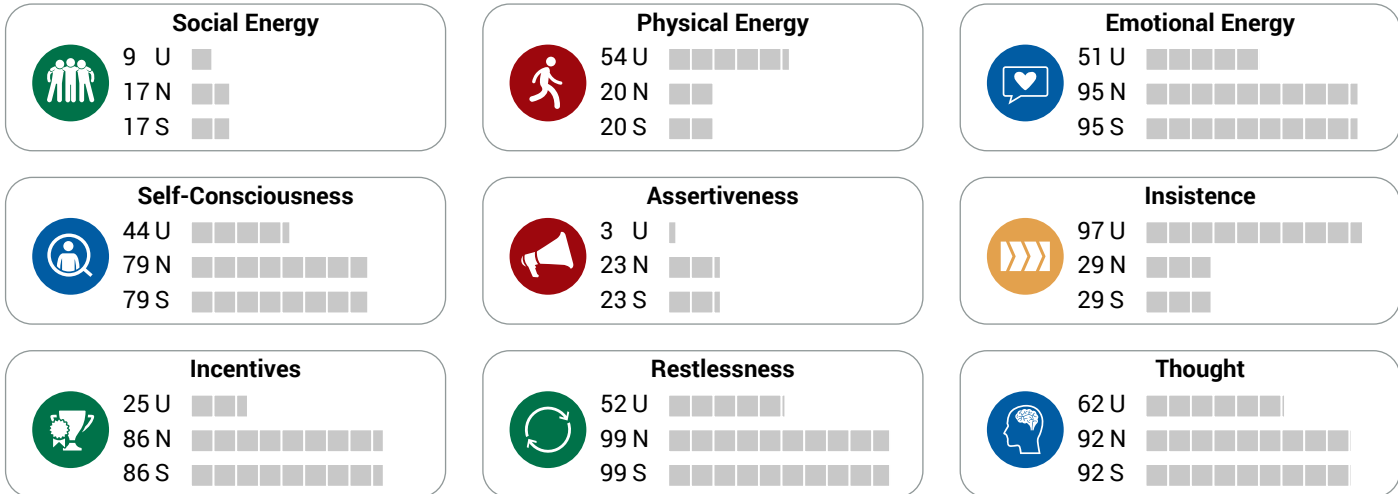 Social Energy
9 U
17 N
17 S
Physical Energy
54 U
20 N
20 S
Emotional Energy
51 U
95 N
95 S
Self-Consciousness
44 U
79 N
79 S
Assertiveness
3 U
23 N
23 S
Insistence
97 U
29 N
29 S
Incentives
25 U
86 N
86 S
Restlessness
52 U
99 N
99 S
Thought
62 U
92 N
92 S